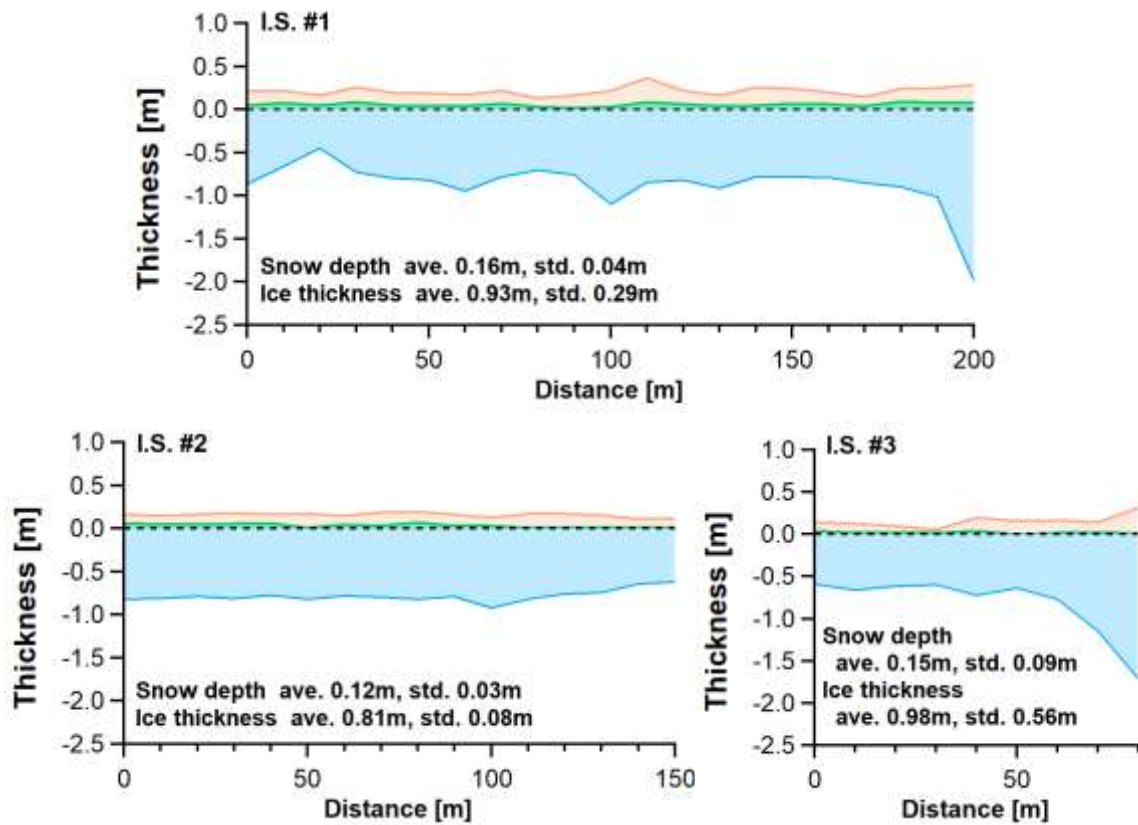 I.S. #1
Thickness [m]
1.0
0.5
0.0
-0.5
-1.0
-1.5
-2.0
-2.5
Snow depth ave. 0.16m, std. 0.04m
Ice thickness ave. 0.93m, std. 0.29m
0 50 100 150 200
Distance [m]
I.S. #2
Thickness [m]
1.0
0.5
0.0
-0.5
-1.0
-1.5
-2.0
-2.5
Snow depth ave. 0.12m, std. 0.03m
Ice thickness ave. 0.81m, std. 0.08m
0 50 100 150
Distance [m]
I.S. #3
Thickness [m]
1.0
0.5
0.0
-0.5
-1.0
-1.5
-2.0
-2.5
Snow depth
ave. 0.15m, std. 0.09m
Ice thickness
ave. 0.98m, std. 0.56m
0 50
Distance [m]